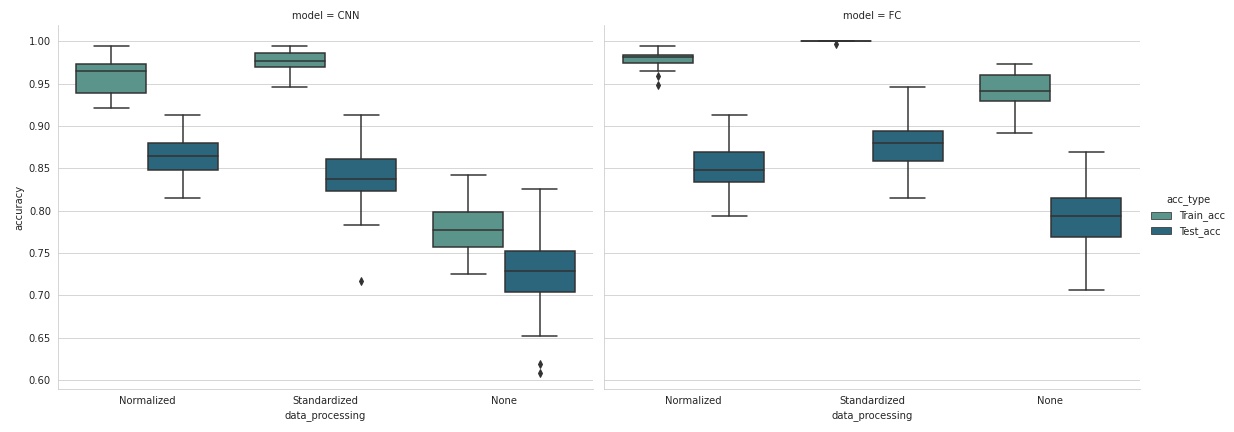 model = CNN
model = FC
1.00
0.95
0.90
0.85
0.80
0.75
0.70
0.65
0.60
accuracy
Normalized
Standardized
None
data_processing
Normalized
Standardized
None
data_processing
acc_type
Train_acc
Test_acc